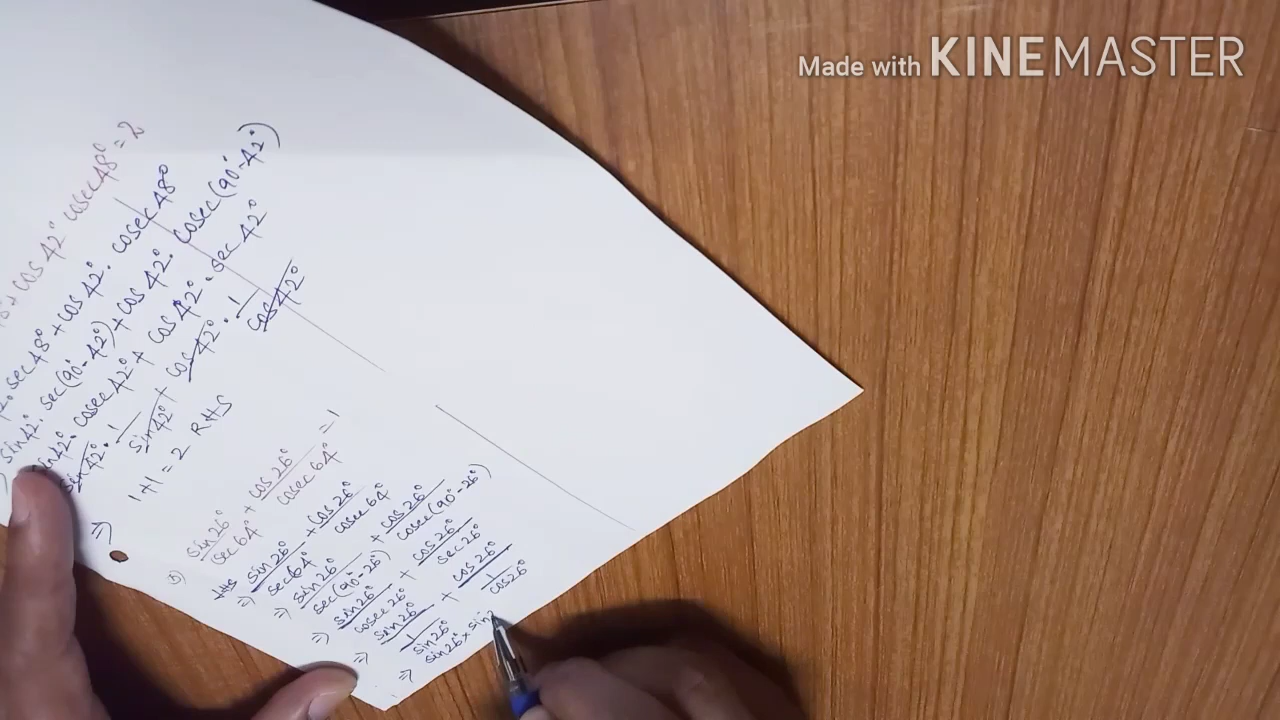 Made with KINEMASTER
8° + cos 42° cosec 48° = 2
2°. sec 48° + cos 42°. cosec 48°
⇒ sin 42°. sec(90°-42°) + cos 42°. cosec(90°-42°)
sin 42°. cosec 42° + cos 42°. sec 42°
sin 42°. 1/sin 42° + cos 42°. 1/cos 42°
⇒ 1+1 = 2 RHS
sin 26°/sec 64° + cos 26°/cosec 64° = 1
LHS sin 26°/sec 64° + cos 26°/cosec 64°
⇒ sin 26°/sec(90°-26°) + cos 26°/cosec(90°-26°)
⇒ sin 26°/cosec 26° + cos 26°/sec 26°
⇒ sin 26°/1/sin 26° + cos 26°/1/cos 26°
⇒ sin 26° × sin 2